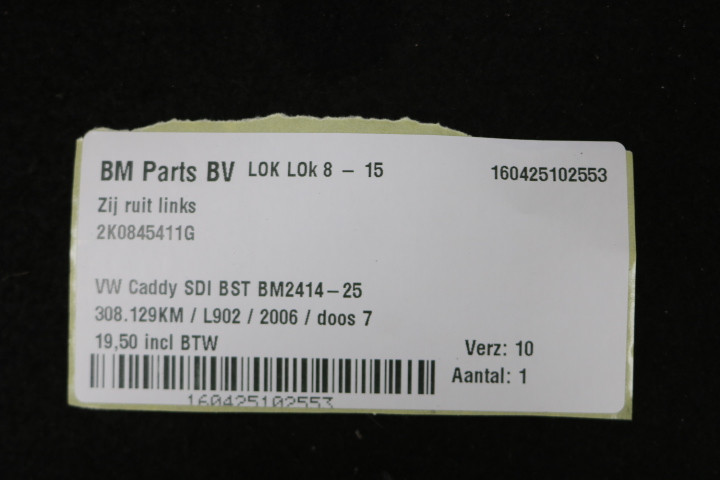 BM Parts BV LOK LOk 8 - 15 160425102553
Zij ruit links
2K0845411G
VW Caddy SDI BST BM2414-25
308.129KM / L902 / 2006 / doos 7
19,50 incl BTW
Verz: 10
Aantal: 1
160425102553